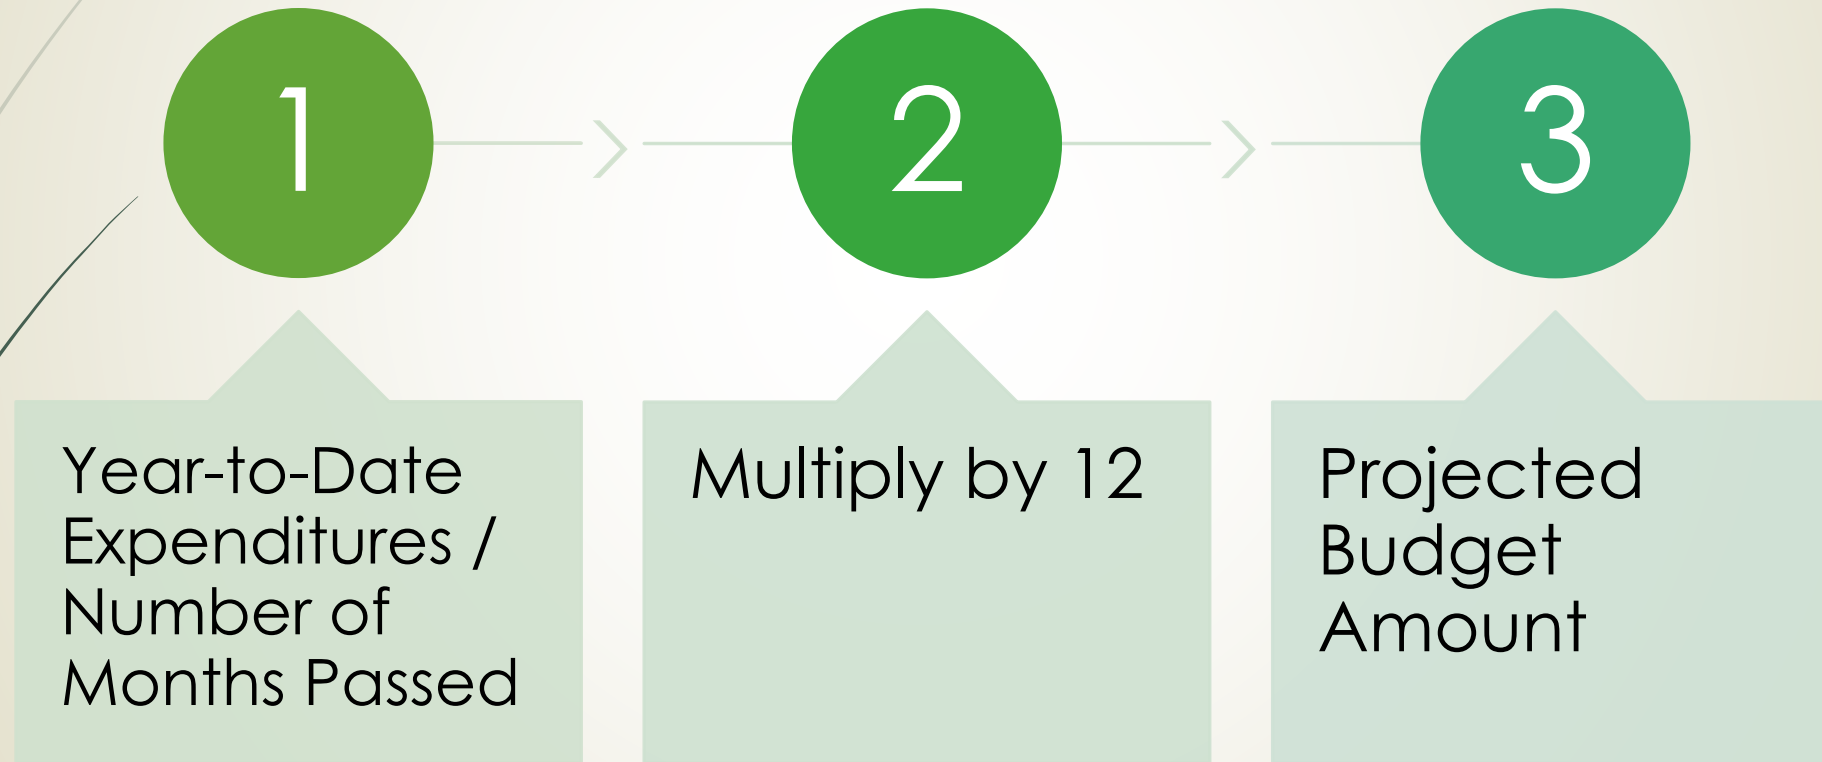 1
2
3
Year-to-Date
Expenditures /
Number of
Months Passed
Multiply by 12
Projected
Budget
Amount